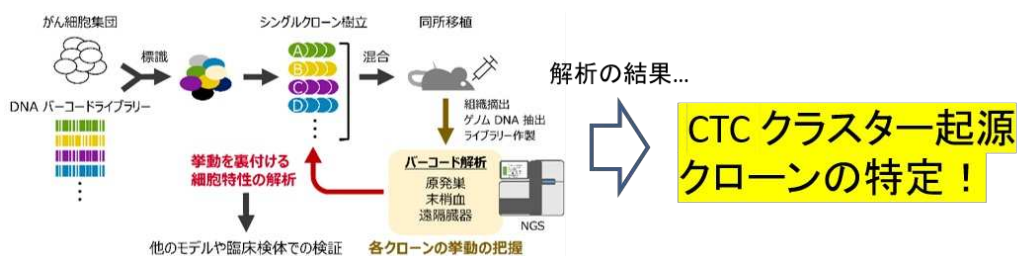 がん細胞集団
標識
DNA バーコードライブラリー
⋮
シングルクローン樹立
A
B
C
D
⋮
混合
同所移植
組織摘出
ゲノム DNA 抽出
ライブラリー作製
バーコード解析
原発巣
末梢血
遠隔臓器
NGS
各クローンの挙動の把握
挙動を裏付ける
細胞特性の解析
他のモデルや臨床検体での検証
解析の結果…
CTC クラスター起源
クローンの特定！